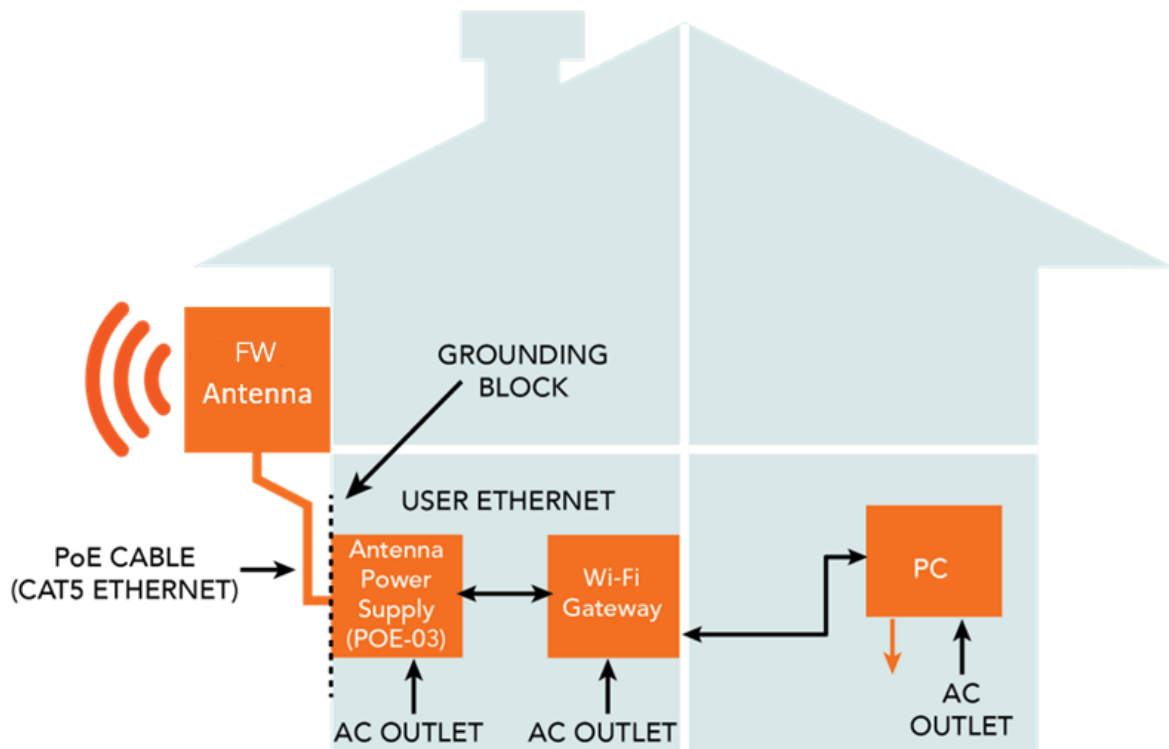 FW
Antenna
GROUNDING
BLOCK
USER ETHERNET
PoE CABLE
(CAT5 ETHERNET)
Antenna
Power
Supply
(POE-03)
Wi-Fi
Gateway
PC
AC OUTLET
AC OUTLET
AC
OUTLET